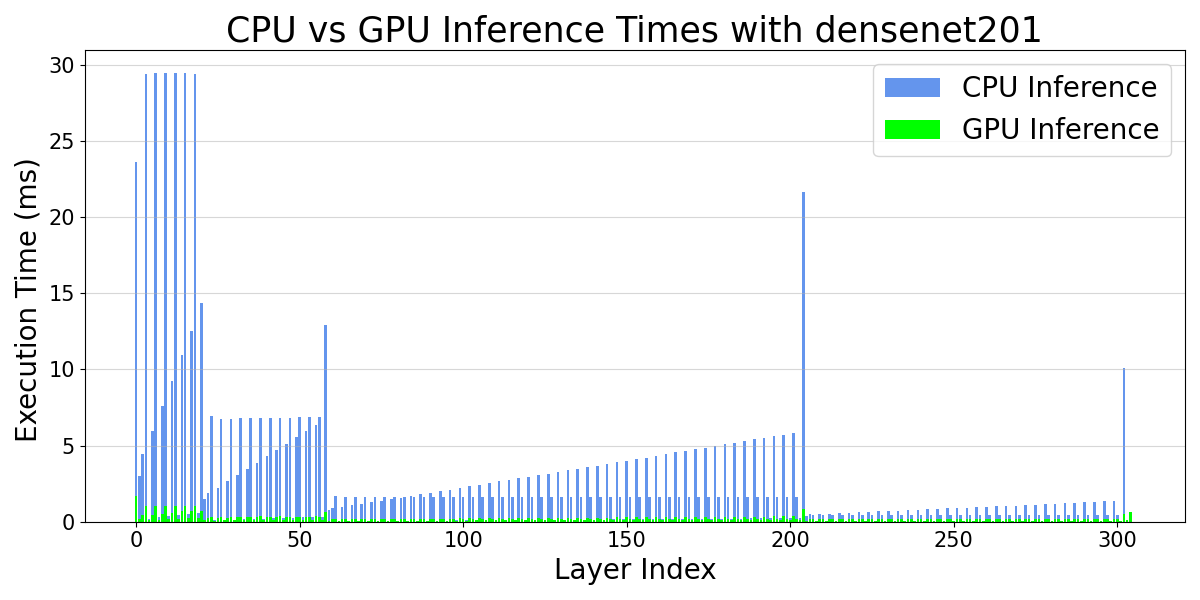 CPU vs GPU Inference Times with densenet201
Execution Time (ms)
30
25
20
15
10
5
0
CPU Inference
GPU Inference
0 50 100 150 200 250 300
Layer Index